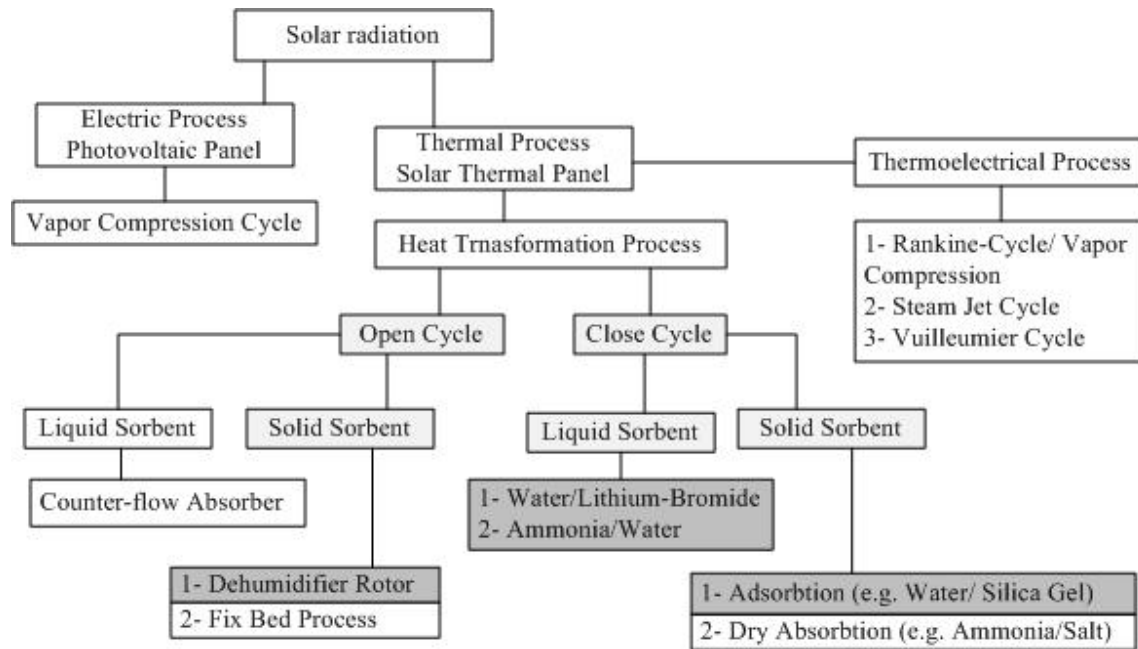 Solar radiation
Electric Process
Photovoltaic Panel
Thermal Process
Solar Thermal Panel
Thermoelectrical Process
Vapor Compression Cycle
Heat Trnasformation Process
1- Rankine-Cycle/ Vapor
Compression
2- Steam Jet Cycle
3- Vuilleumier Cycle
Open Cycle
Close Cycle
Liquid Sorbent
Solid Sorbent
Liquid Sorbent
Solid Sorbent
Counter-flow Absorber
1- Water/Lithium-Bromide
2- Ammonia/Water
1- Dehumidifier Rotor
2- Fix Bed Process
1- Adsorbtion (e.g. Water/ Silica Gel)
2- Dry Absorbtion (e.g. Ammonia/Salt)